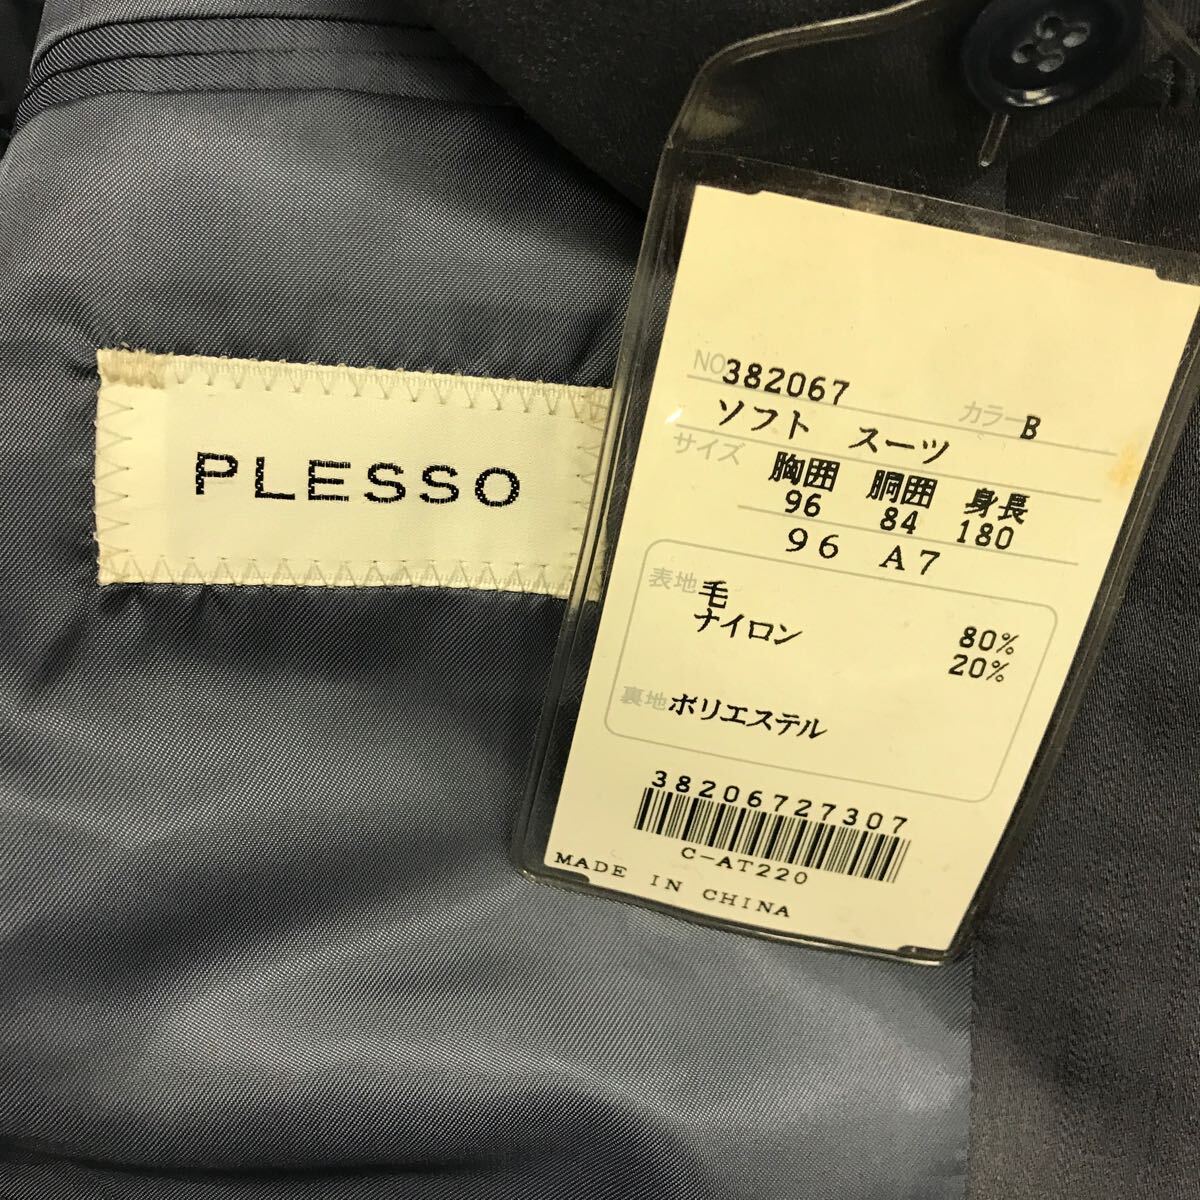 PLESSO
NO 382067 カラー B
ソフト スーツ
サイズ 胸囲 胴囲 身長
96 84 180
96 A7
表地 毛 80%
ナイロン 20%
裏地 ポリエステル
38206727307
C-AT220
MADE IN CHINA